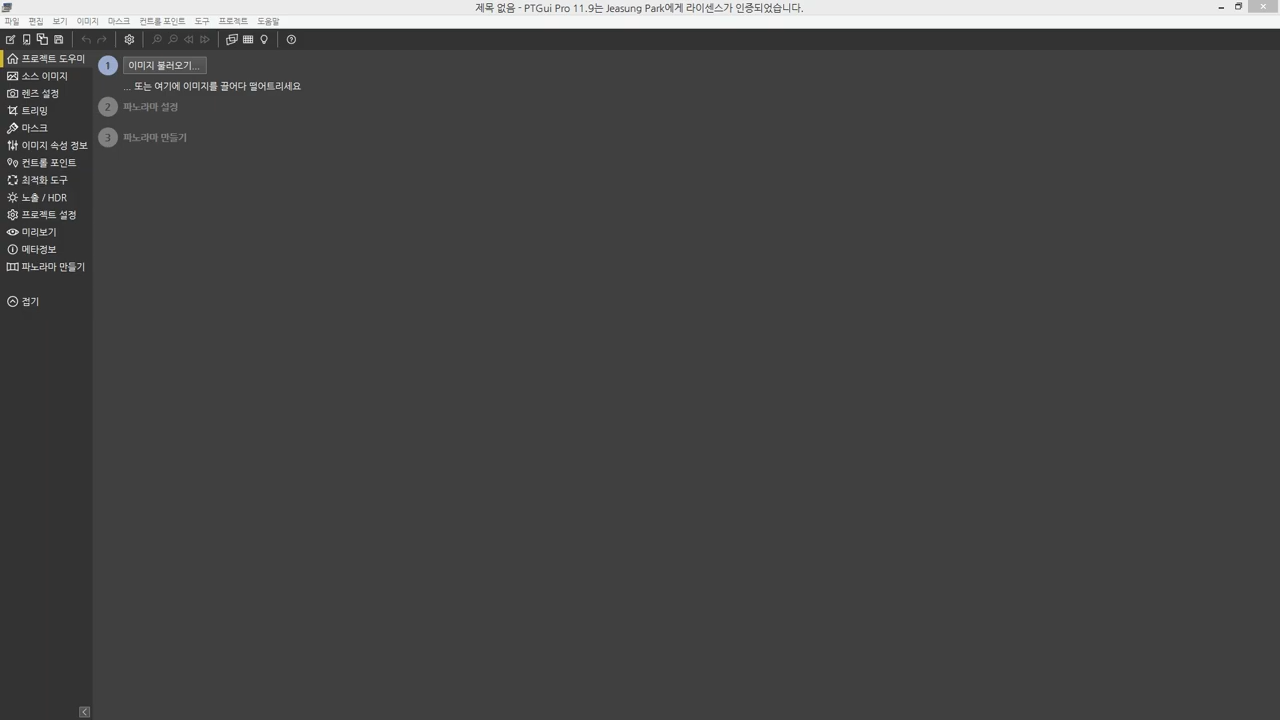 제목 없음 - PTGui Pro 11.9는 Jeasung Park에게 라이센스가 인증되었습니다.
파일 편집 보기 이미지 마스크 컨트롤 포인트 도구 프로젝트 도움말
프로젝트 도우미
소스 이미지
렌즈 설정
트리밍
마스크
이미지 속성 정보
컨트롤 포인트
최적화 도구
노출 / HDR
프로젝트 설정
미리보기
메타정보
파노라마 만들기
접기
1 이미지 불러오기...
... 또는 여기에 이미지를 끌어다 떨어트리세요
2 파노라마 설정
3 파노라마 만들기